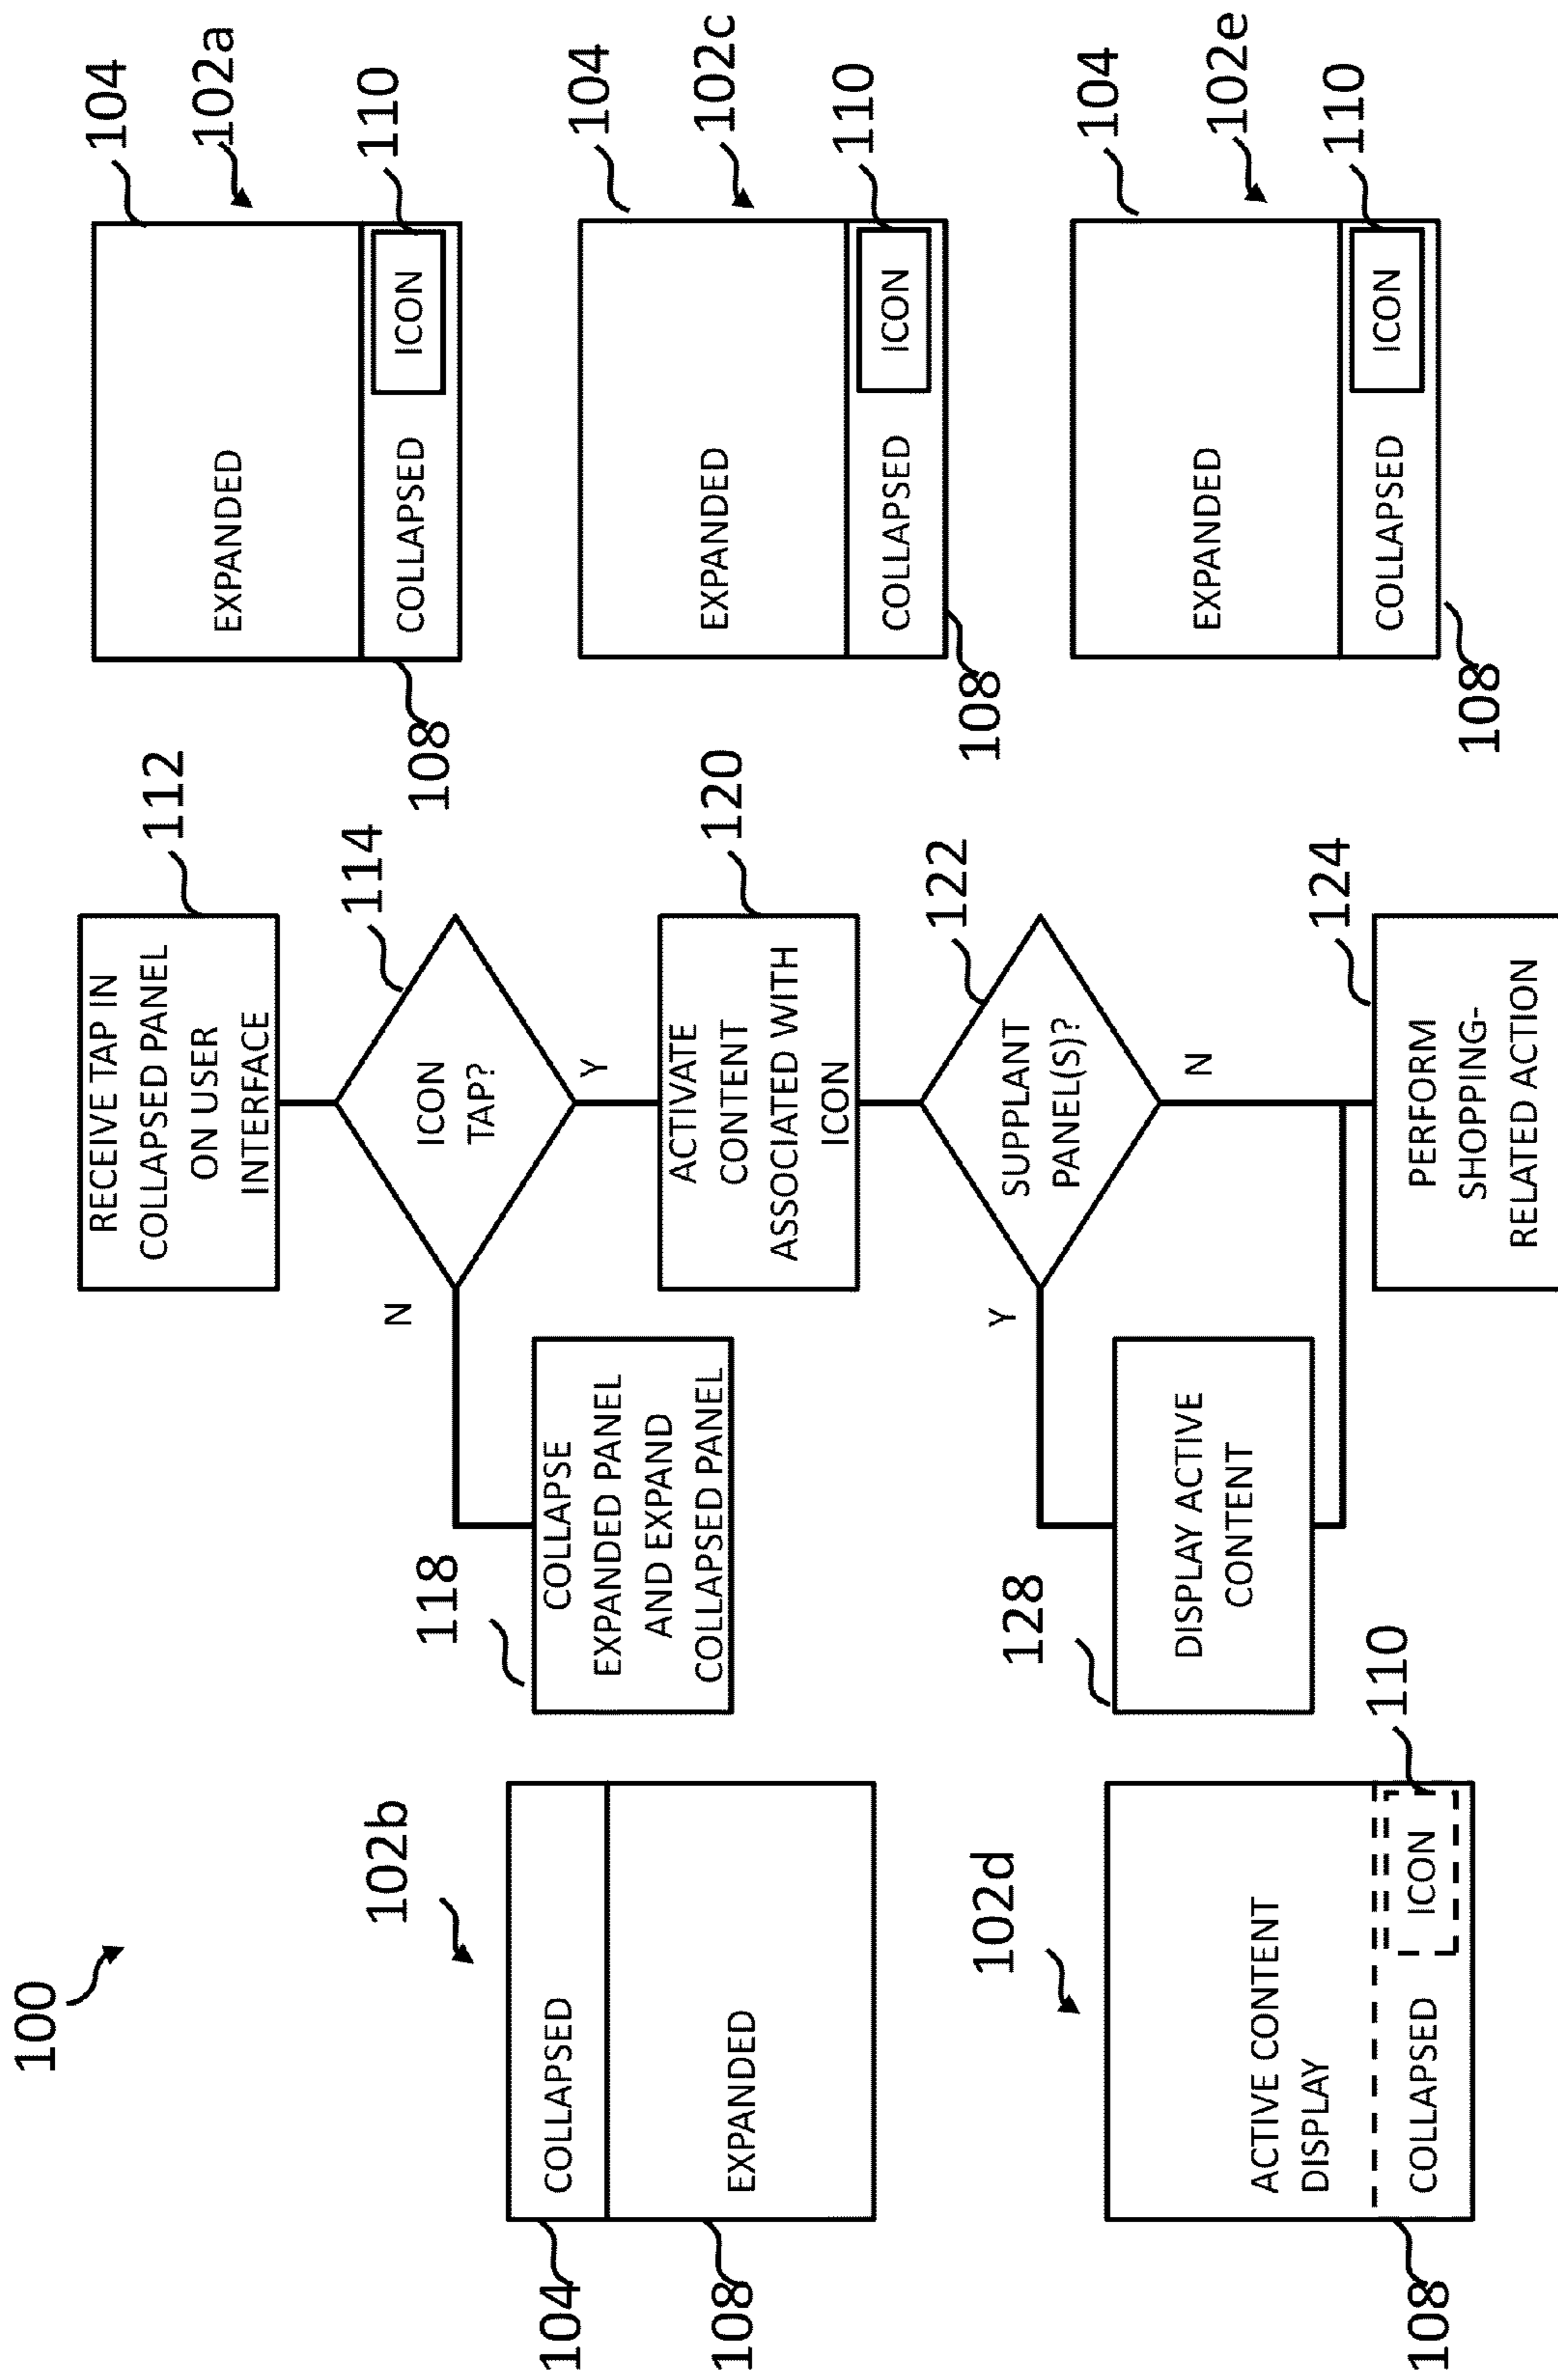 100
RECEIVE TAP IN
COLLAPSED PANEL
ON USER
INTERFACE
112
104
102a
EXPANDED
110
ICON
COLLAPSED
108
114
ICON
TAP?
N
Y
118
COLLAPSE
EXPANDED PANEL
AND EXPAND
COLLAPSED PANEL
102b
COLLAPSED
104
EXPANDED
108
120
ACTIVATE
CONTENT
ASSOCIATED WITH
ICON
104
102c
EXPANDED
110
ICON
COLLAPSED
108
122
SUPPLANT
PANEL(S)?
Y
N
128
DISPLAY ACTIVE
CONTENT
102d
ACTIVE CONTENT
DISPLAY
110
ICON
COLLAPSED
108
124
PERFORM
SHOPPING-
RELATED ACTION
104
102e
EXPANDED
110
ICON
COLLAPSED
108